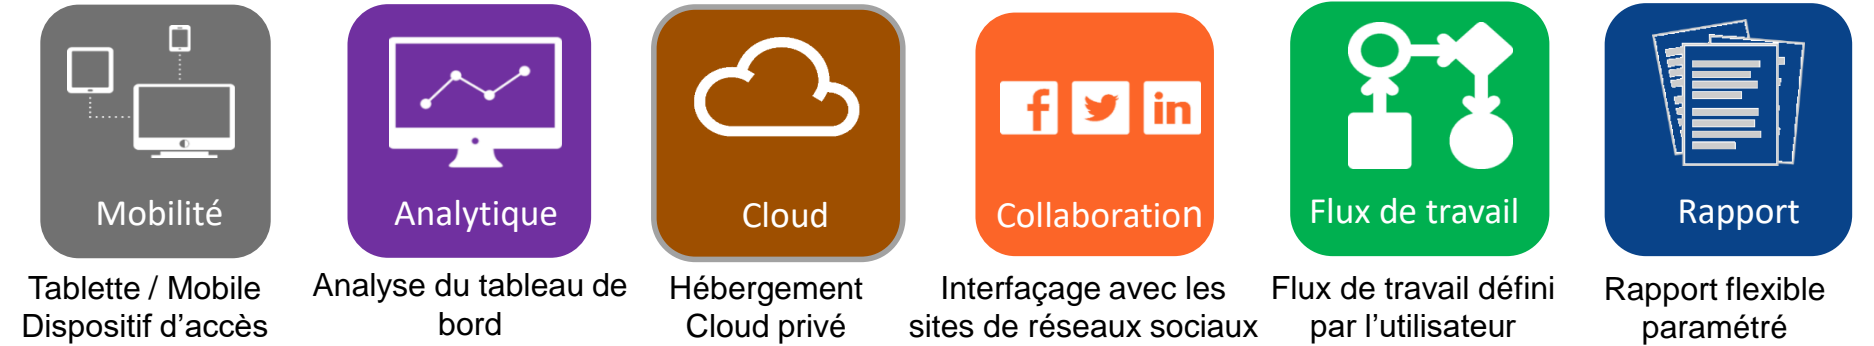 Mobilité
Analytique
Cloud
Collaboration
Flux de travail
Rapport
Tablette / Mobile
Dispositif d’accès
Analyse du tableau de
bord
Hébergement
Cloud privé
Interfaçage avec les
sites de réseaux sociaux
Flux de travail défini
par l’utilisateur
Rapport flexible
paramétré